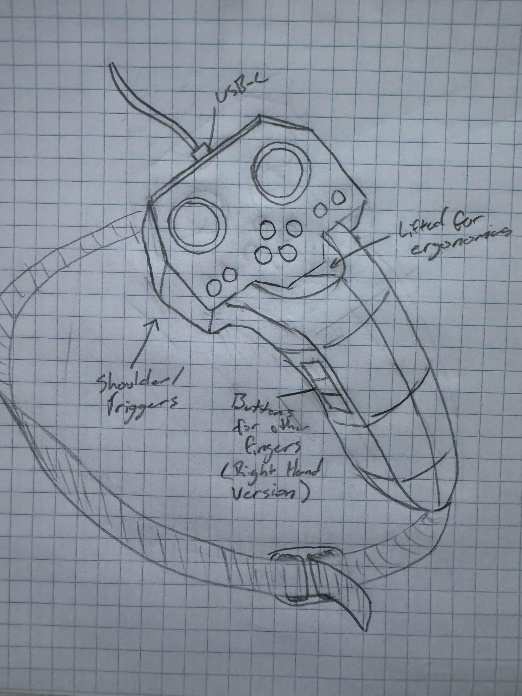 USB-C
Lifted for
ergonomics
Shoulder/
Triggers
Buttons
for other
fingers
(Right Hand
Version)